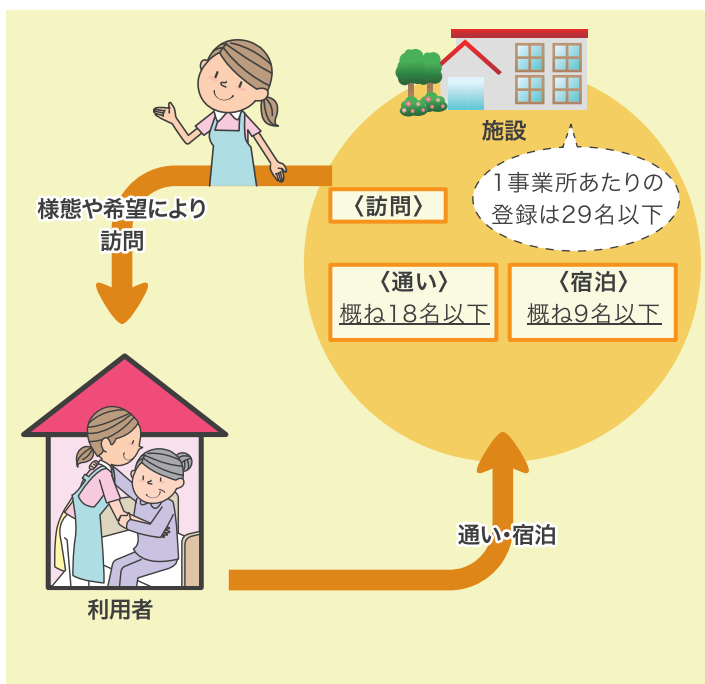 施設
1事業所あたりの
登録は29名以下
〈訪問〉
様態や希望により
訪問
〈通い〉
概ね18名以下
〈宿泊〉
概ね9名以下
通い・宿泊
利用者